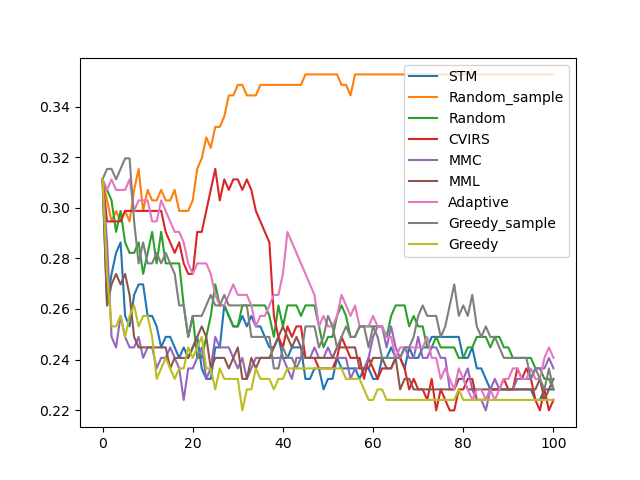 0.34
0.32
0.30
0.28
0.26
0.24
0.22
0
20
40
60
80
100
STM
Random_sample
Random
CVIRS
MMC
MML
Adaptive
Greedy_sample
Greedy